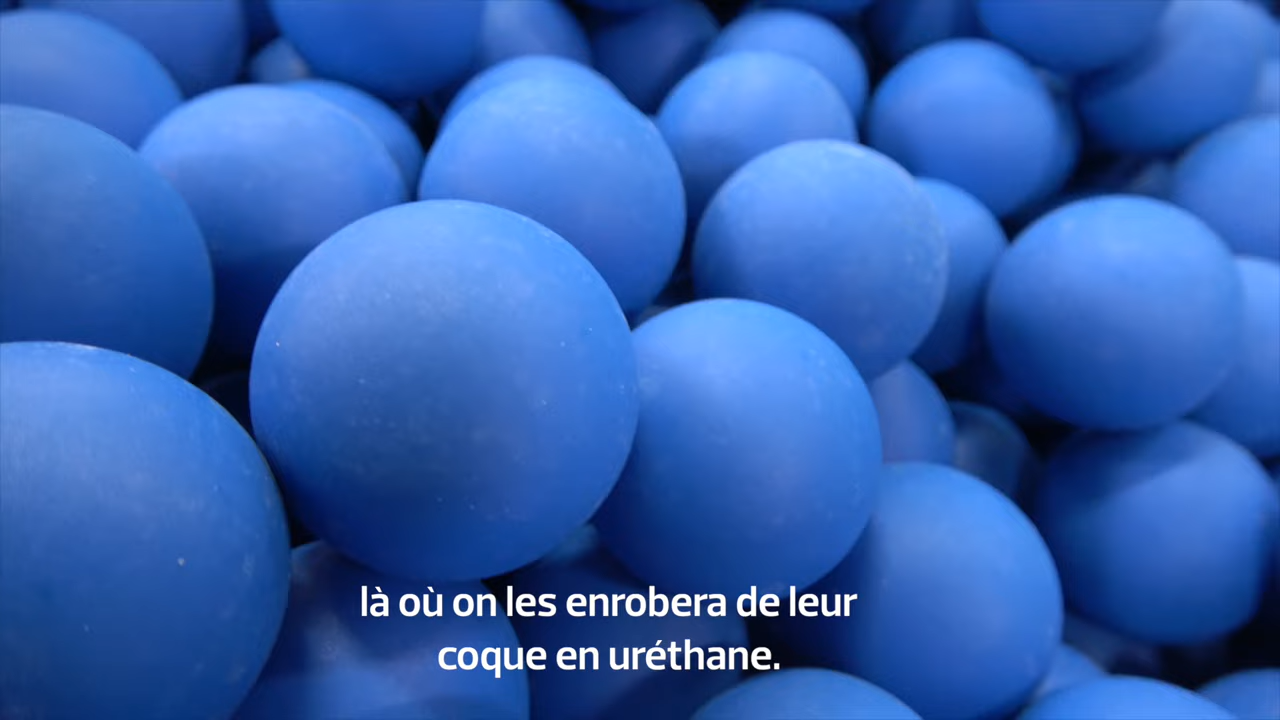 là où on les enrobera de leur
coque en uréthane.